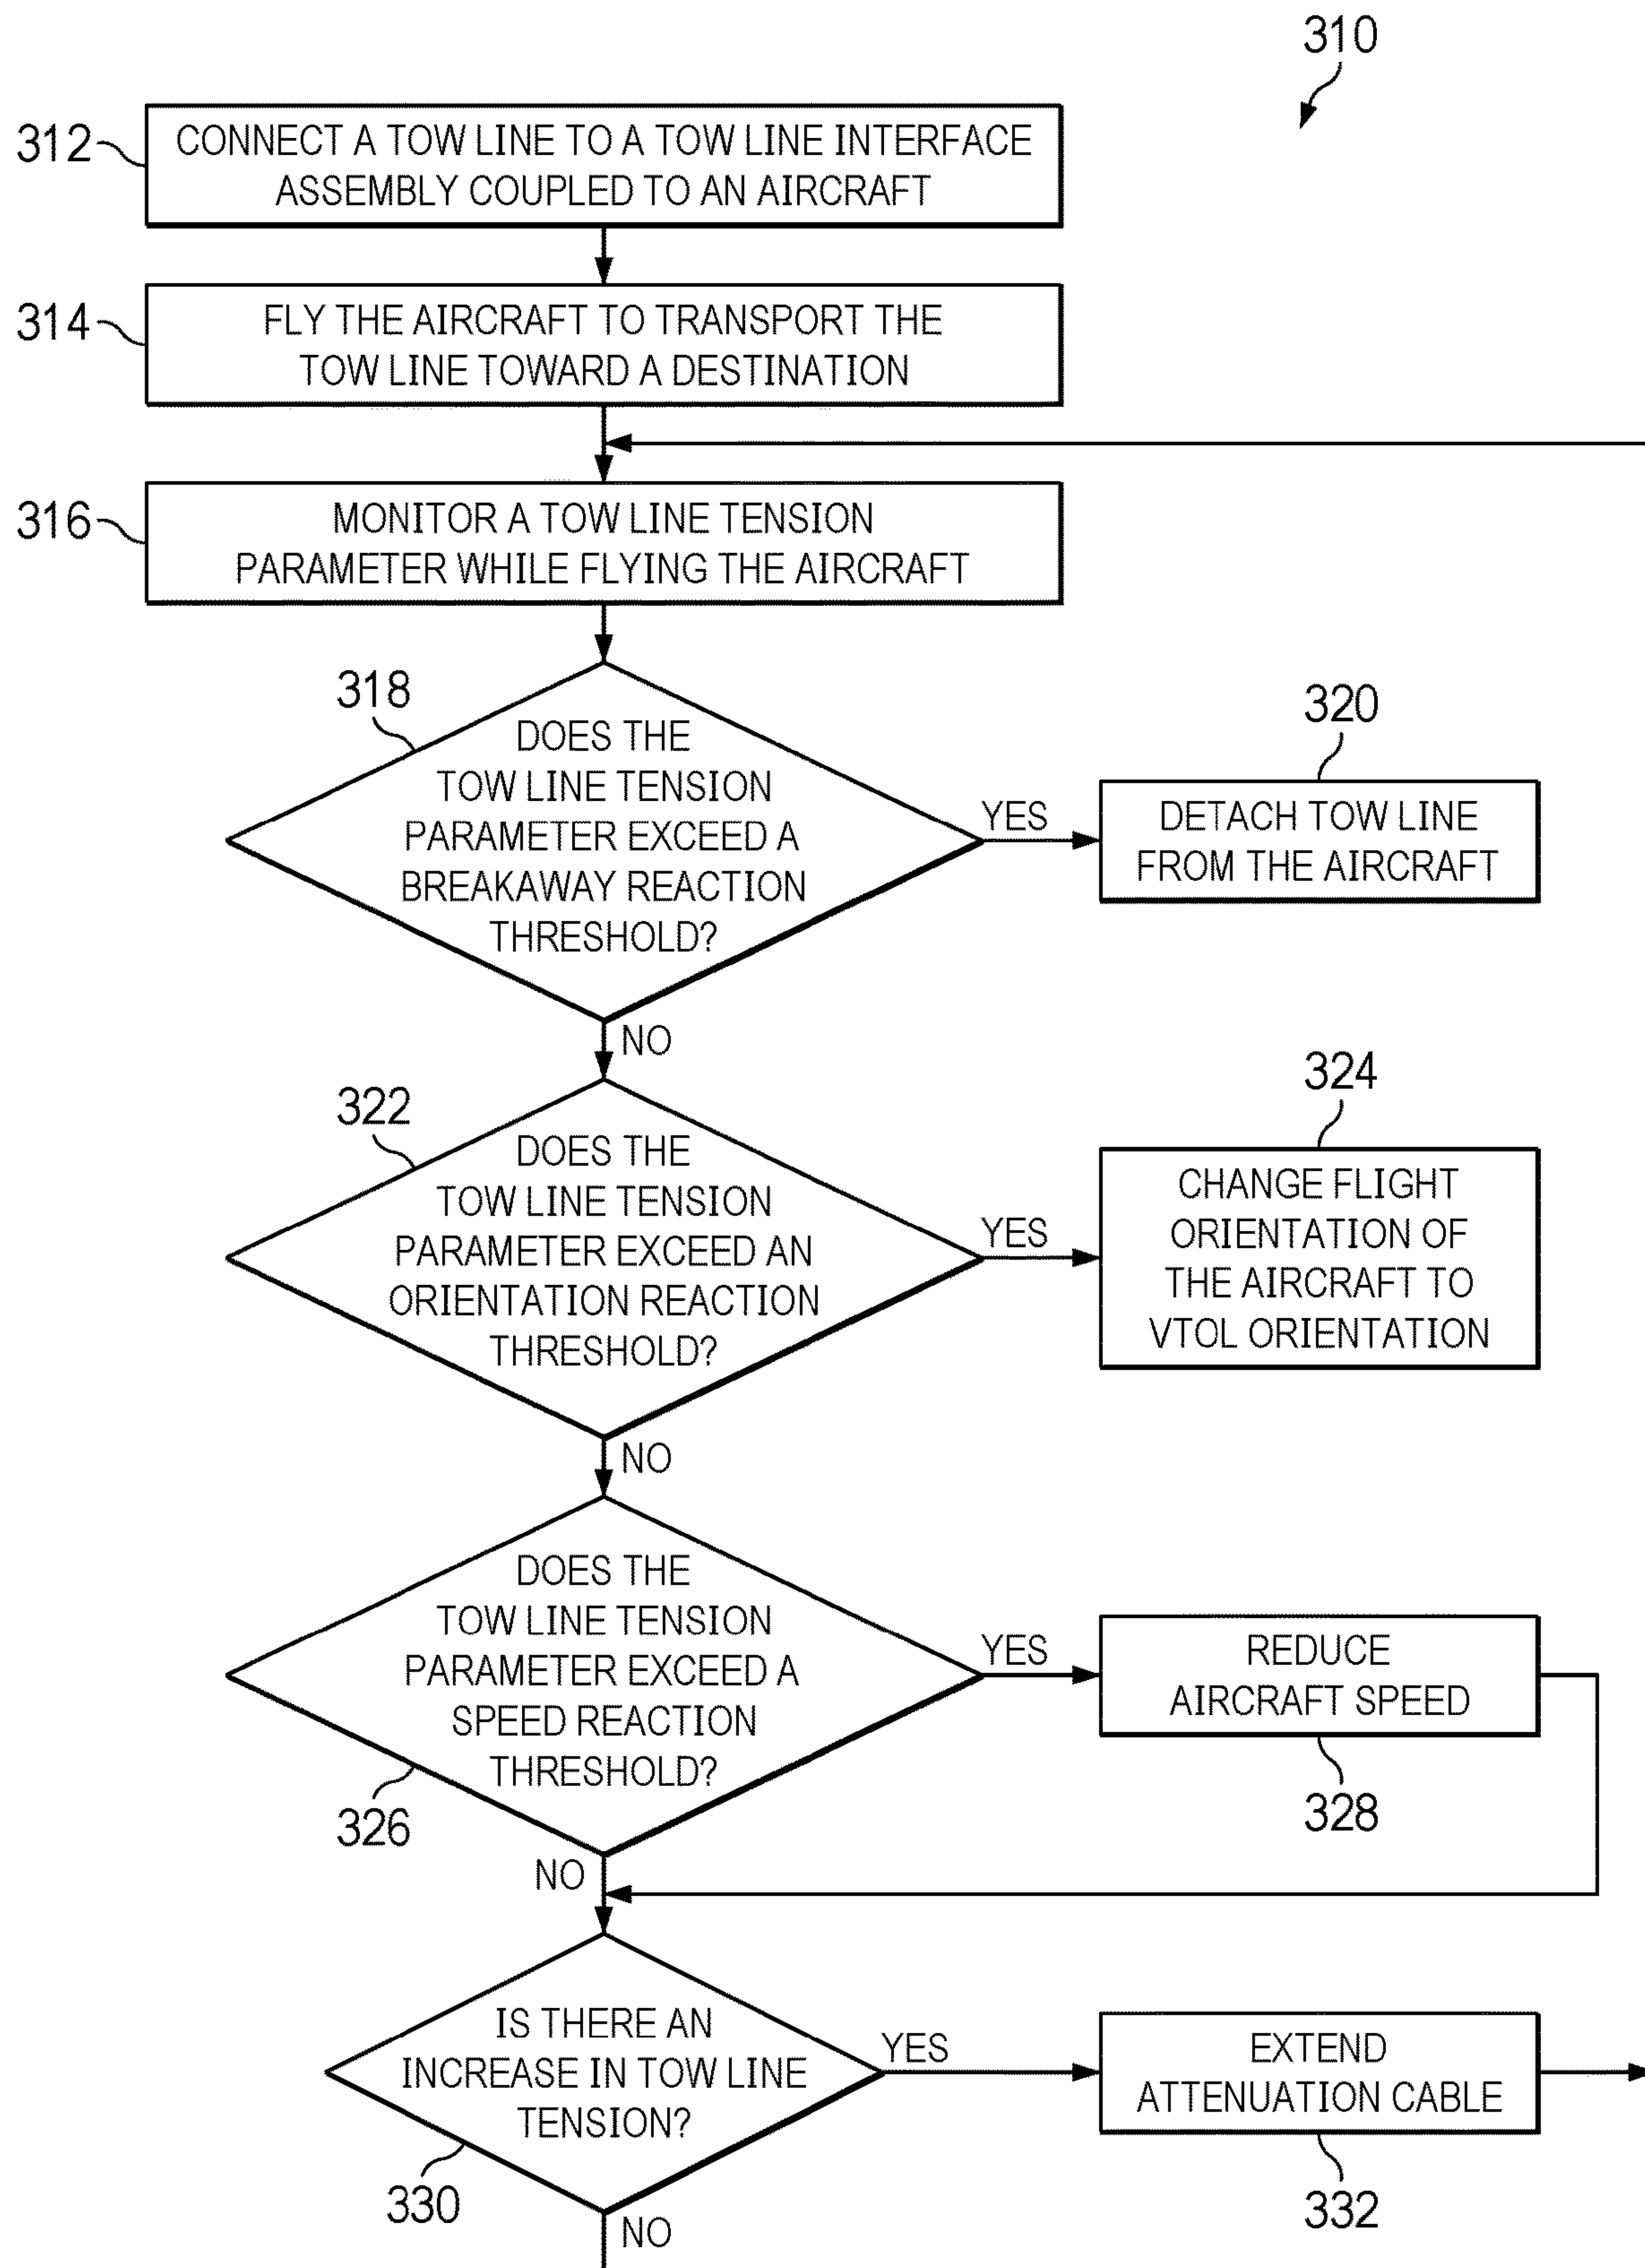 310
312
CONNECT A TOW LINE TO A TOW LINE INTERFACE
ASSEMBLY COUPLED TO AN AIRCRAFT
314
FLY THE AIRCRAFT TO TRANSPORT THE
TOW LINE TOWARD A DESTINATION
316
MONITOR A TOW LINE TENSION
PARAMETER WHILE FLYING THE AIRCRAFT
318
DOES THE
TOW LINE TENSION
PARAMETER EXCEED A
BREAKAWAY REACTION
THRESHOLD?
YES
320
DETACH TOW LINE
FROM THE AIRCRAFT
NO
322
DOES THE
TOW LINE TENSION
PARAMETER EXCEED AN
ORIENTATION REACTION
THRESHOLD?
YES
324
CHANGE FLIGHT
ORIENTATION OF
THE AIRCRAFT TO
VTOL ORIENTATION
NO
DOES THE
TOW LINE TENSION
PARAMETER EXCEED A
SPEED REACTION
THRESHOLD?
326
YES
REDUCE
AIRCRAFT SPEED
328
NO
IS THERE AN
INCREASE IN TOW LINE
TENSION?
330
YES
EXTEND
ATTENUATION CABLE
332
NO